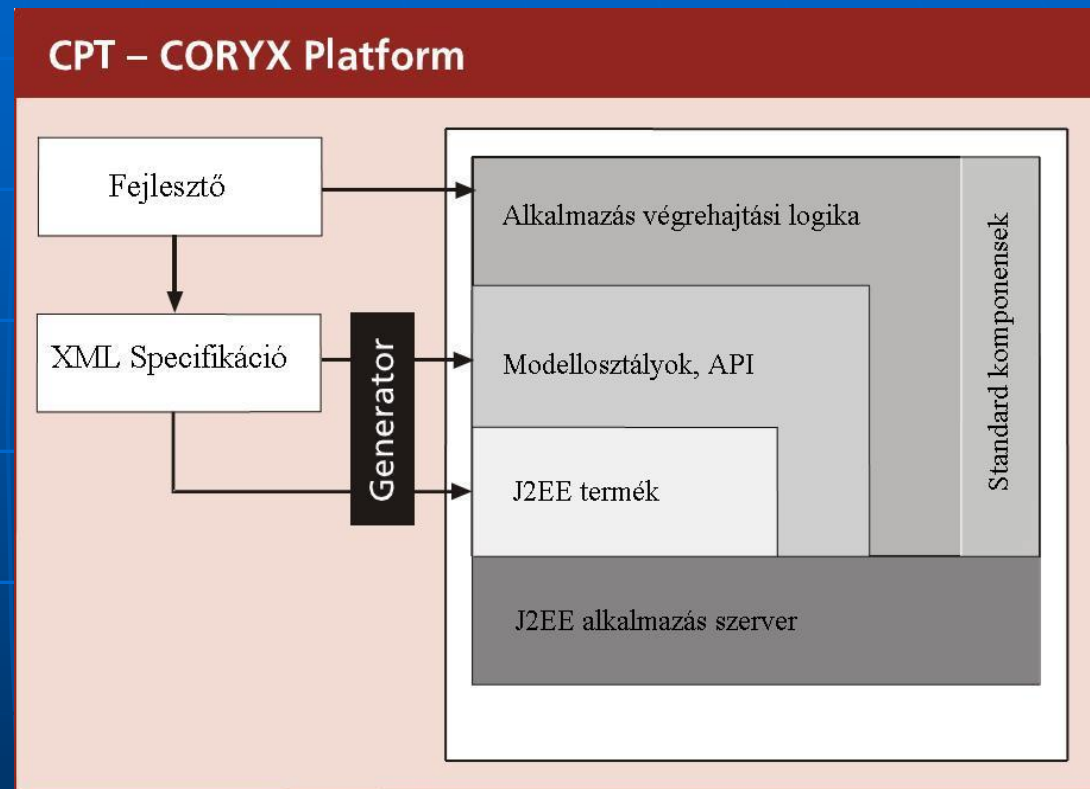 CPT – CORYX Platform
Fejlesztő
Alkalmazás végrehajtási logika
Standard komponensek
XML Specifikáció
Generator
Modellosztályok, API
J2EE termék
J2EE alkalmazás szerver